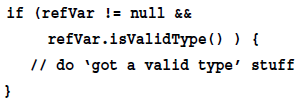 if (refVar != null &&
refVar.isValidType() ) {
// do ‘got a valid type’ stuff
}